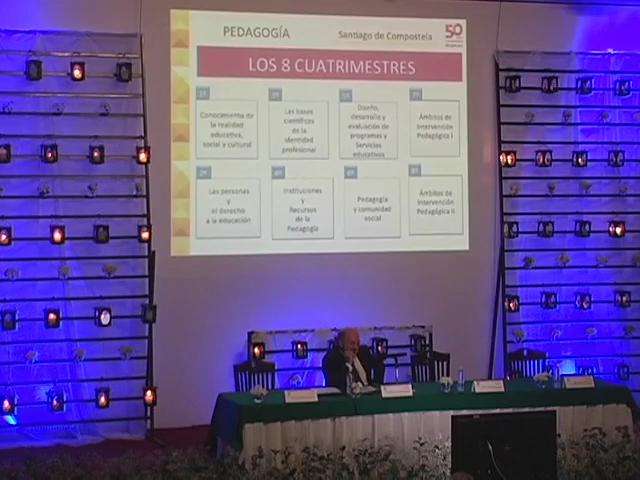 PEDAGOGÍA
Santiago de Compostela
50
LOS 8 CUATRIMESTRES
Conocimiento de
la realidad
educativa,
social y cultural
Las bases
científicas
de la
identidad
profesional
Diseño,
desarrollo y
evaluación de
programas y
Servicios
educativos
Ámbitos de
Intervención
Pedagógica I
Las personas
y
el derecho
a la educación
Instituciones
y
Recursos
de la
Pedagogía
Pedagogía
y comunidad
social
Ámbitos de
Intervención
Pedagógica II